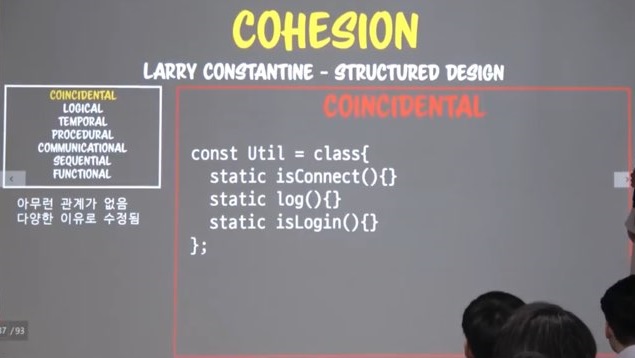 COHESION
LARRY CONSTANTINE - STRUCTURED DESIGN
COINCIDENTAL
LOGICAL
TEMPORAL
PROCEDURAL
COMMUNICATIONAL
SEQUENTIAL
FUNCTIONAL
아무런 관계가 없음
다양한 이유로 수정됨
COINCIDENTAL
const Util = class{
static isConnect(){}
static log(){}
static isLogin(){}
};
/93